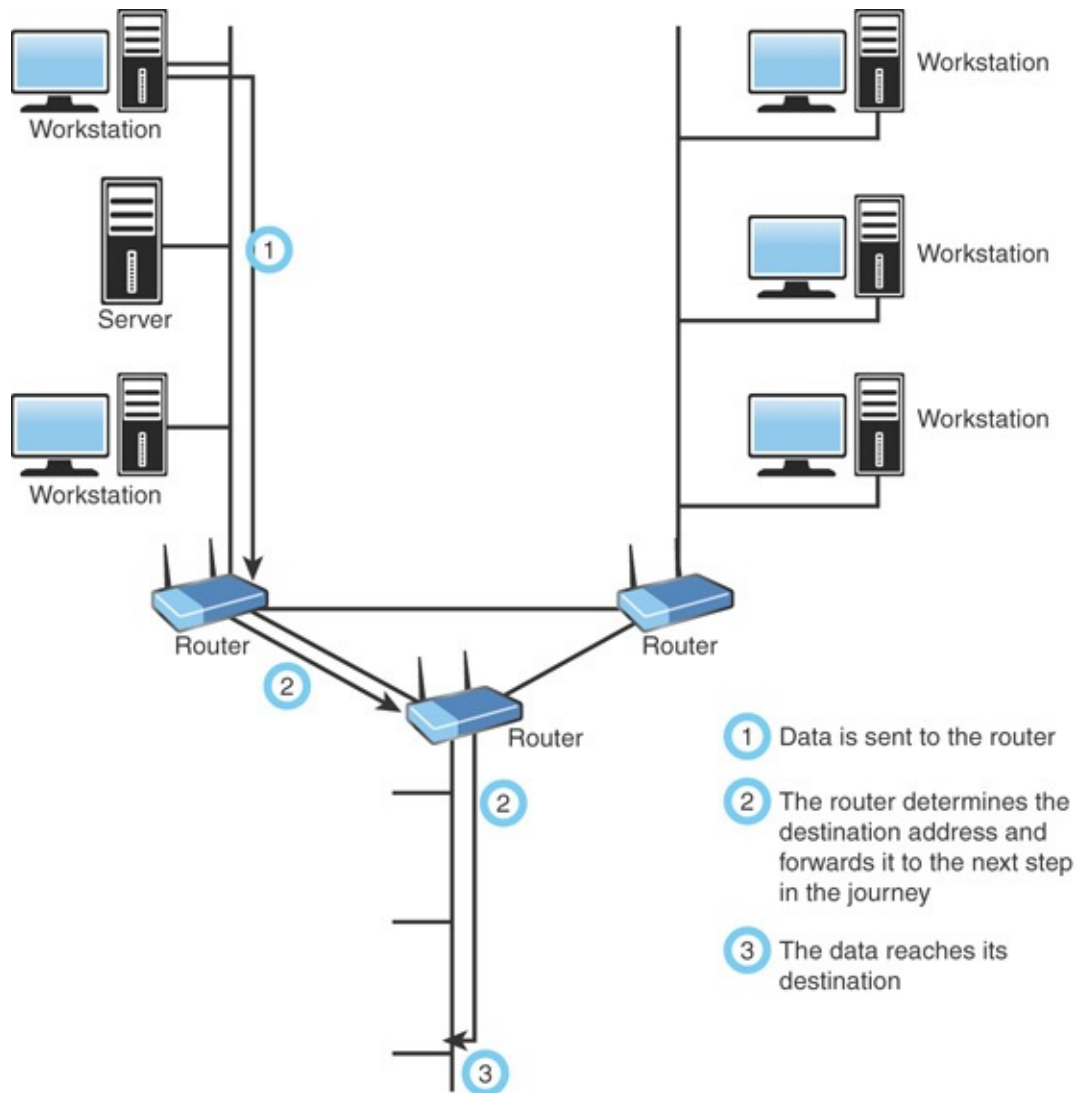 Workstation
Workstation
1
Server
Workstation
Workstation
Workstation
Workstation
Router
Router
2
Router
2
3
1 Data is sent to the router
2 The router determines the
destination address and
forwards it to the next step
in the journey
3 The data reaches its
destination